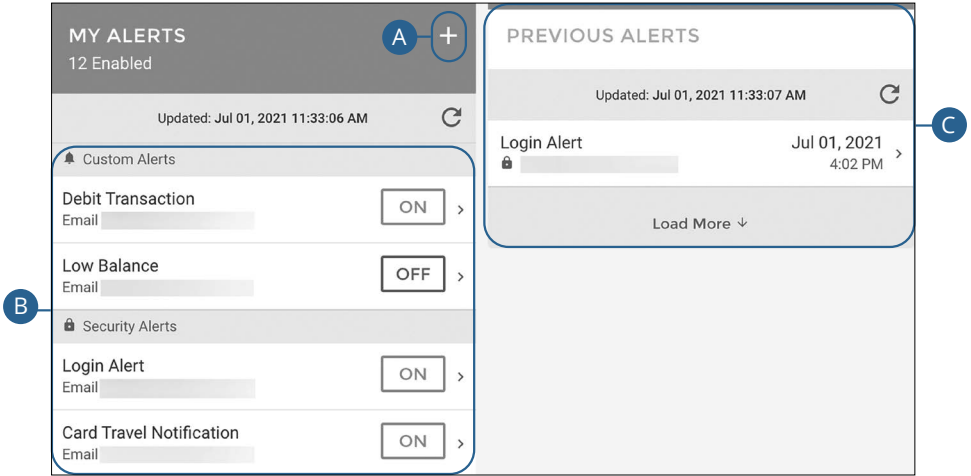 MY ALERTS
12 Enabled
A
+
Updated: Jul 01, 2021 11:33:06 AM
Custom Alerts
Debit Transaction
Email
ON
Low Balance
Email
OFF
B
Security Alerts
Login Alert
Email
ON
Card Travel Notification
Email
ON
PREVIOUS ALERTS
Updated: Jul 01, 2021 11:33:07 AM
C
Login Alert
Jul 01, 2021
4:02 PM
Load More ↓